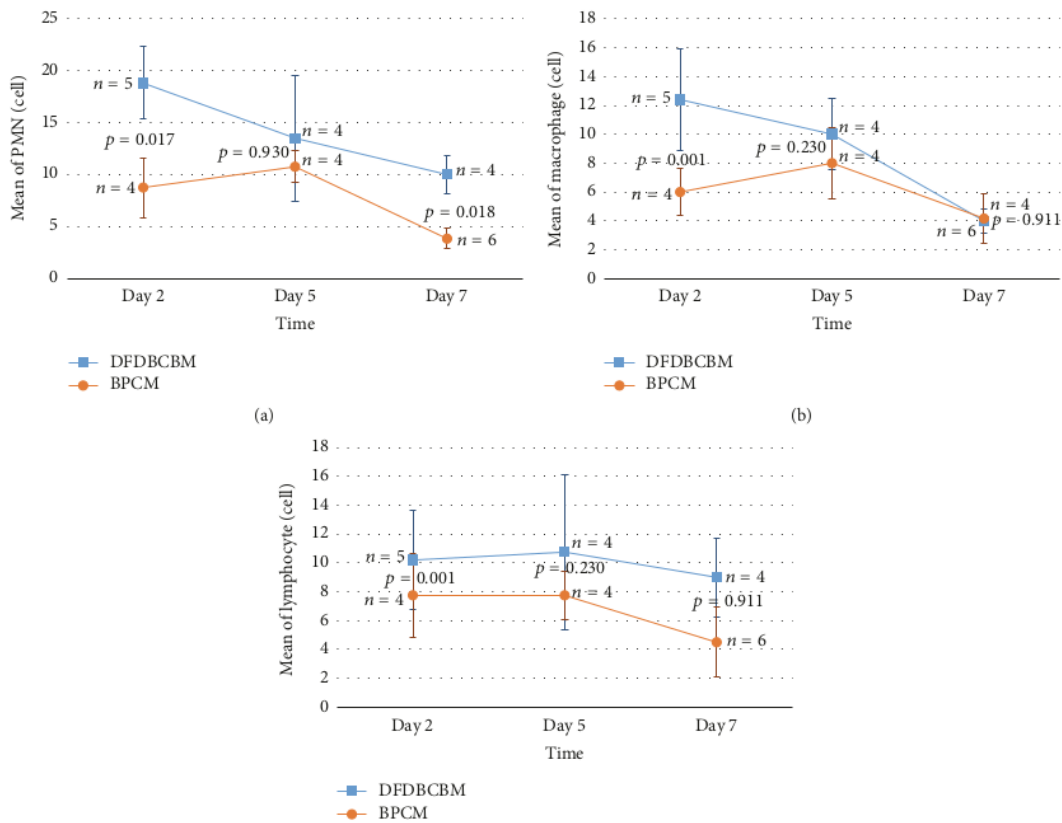 Mean of PMN (cell)
25
20
15
10
5
0
n = 5
p = 0.017
n = 4
n = 4
p = 0.930
n = 4
n = 4
p = 0.018
n = 6
Day 2
Day 5
Day 7
Time
DFDBCBM
BPCM
(a)
Mean of macrophage (cell)
18
16
14
12
10
8
6
4
2
0
n = 5
p = 0.001
n = 4
n = 4
p = 0.230
n = 4
n = 4
p = 0.911
n = 6
Day 2
Day 5
Day 7
Time
DFDBCBM
BPCM
(b)
Mean of lymphocyte (cell)
18
16
14
12
10
8
6
4
2
0
n = 5
p = 0.001
n = 4
n = 4
p = 0.230
n = 4
n = 4
p = 0.911
n = 6
Day 2
Day 5
Day 7
Time
DFDBCBM
BPCM